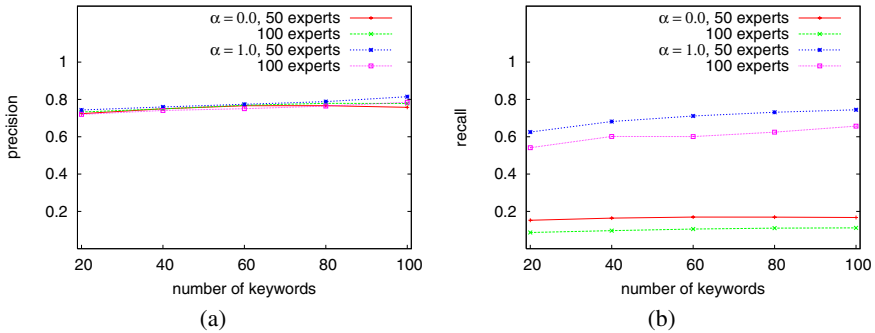 α = 0.0, 50 experts
100 experts
α = 1.0, 50 experts
100 experts
1
0.8
0.6
0.4
0.2
precision
20 40 60 80 100
number of keywords
(a)
α = 0.0, 50 experts
100 experts
α = 1.0, 50 experts
100 experts
1
0.8
0.6
0.4
0.2
recall
20 40 60 80 100
number of keywords
(b)